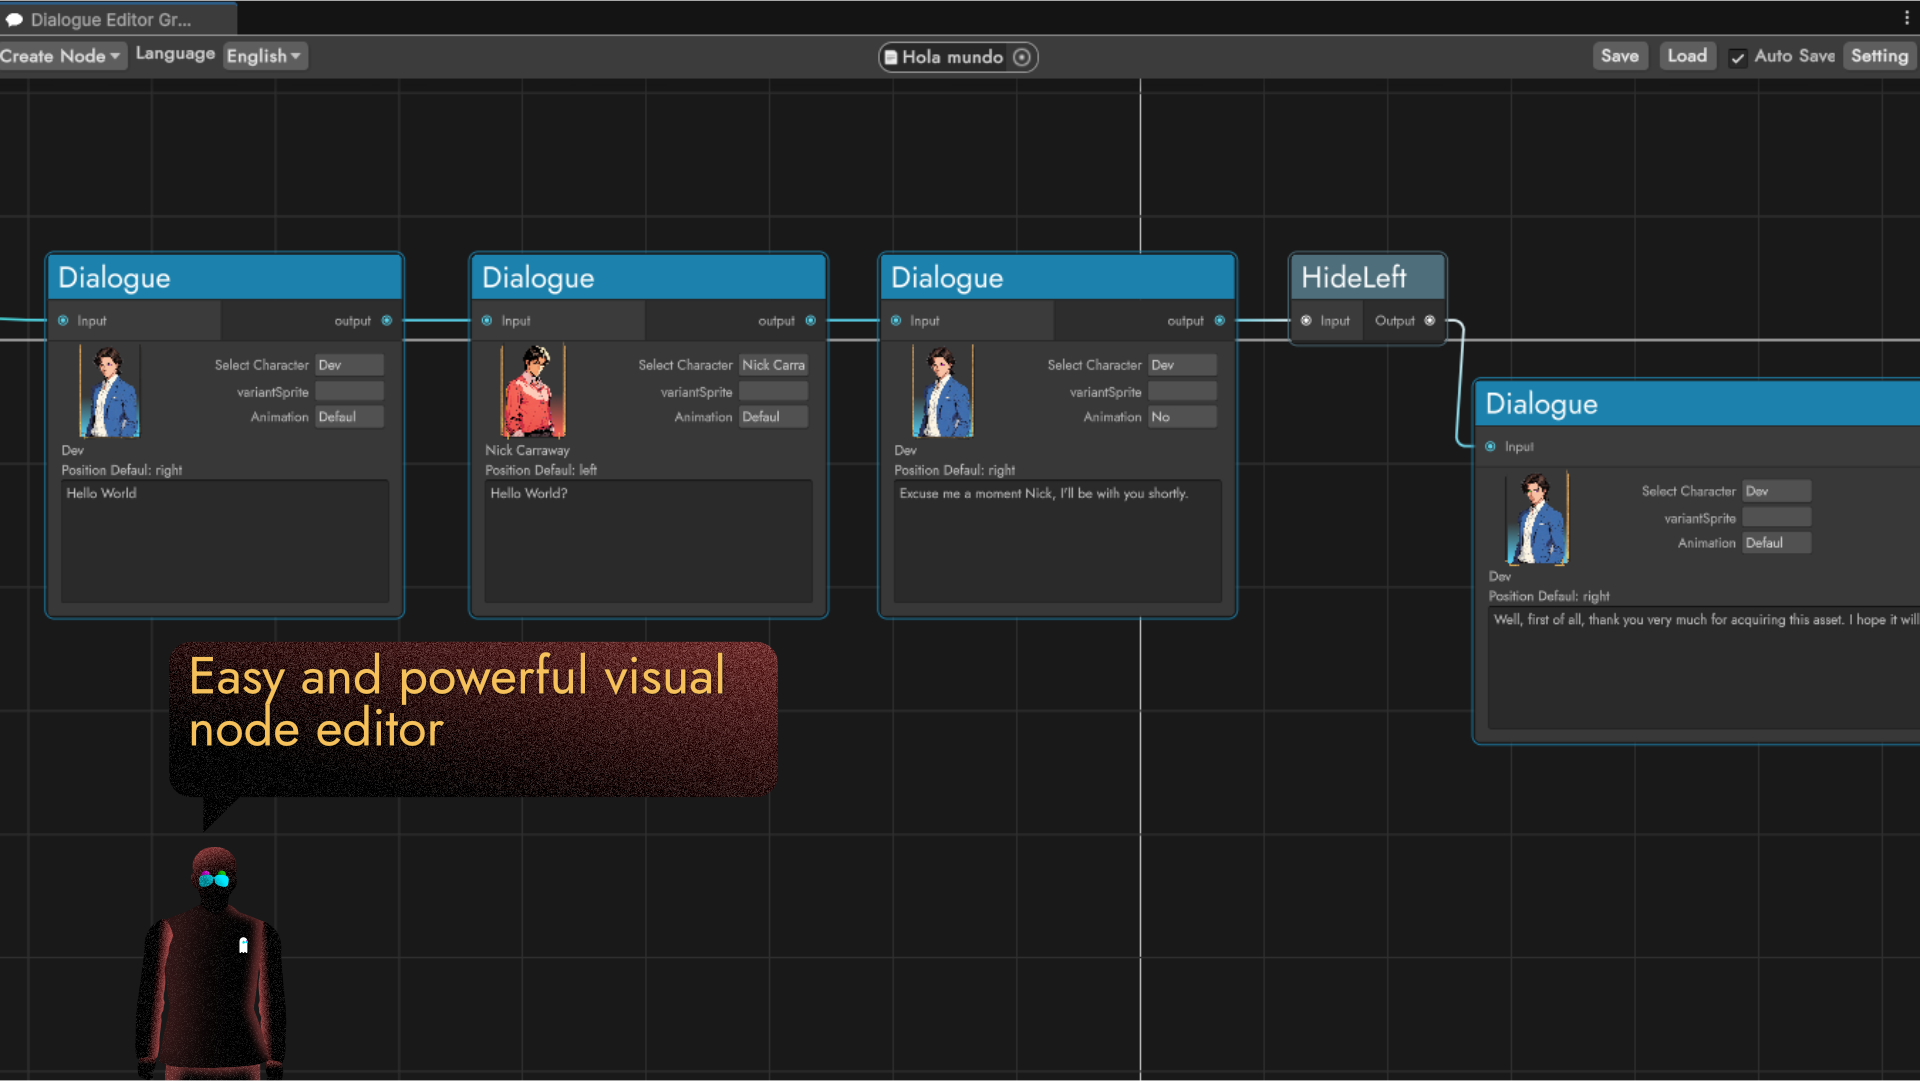 Dialogue Editor Gr...
Create Node
Language
English
Hola mundo
Save
Load
Auto Save
Setting
Dialogue
Input
output
Select Character
Dev
variantSprite
Animation
Defaul
Dev
Position Defaul: right
Hello World
Dialogue
Input
output
Select Character
Nick Carra
variantSprite
Animation
Defaul
Nick Carraway
Position Defaul: left
Hello World?
Dialogue
Input
output
Select Character
Dev
variantSprite
Animation
No
Dev
Position Defaul: right
Excuse me a moment Nick, I'll be with you shortly.
HideLeft
Input
Output
Dialogue
Input
Select Character
Dev
variantSprite
Animation
Defaul
Dev
Position Defaul: right
Well, first of all, thank you very much for acquiring this asset. I hope it will
Easy and powerful visual
node editor